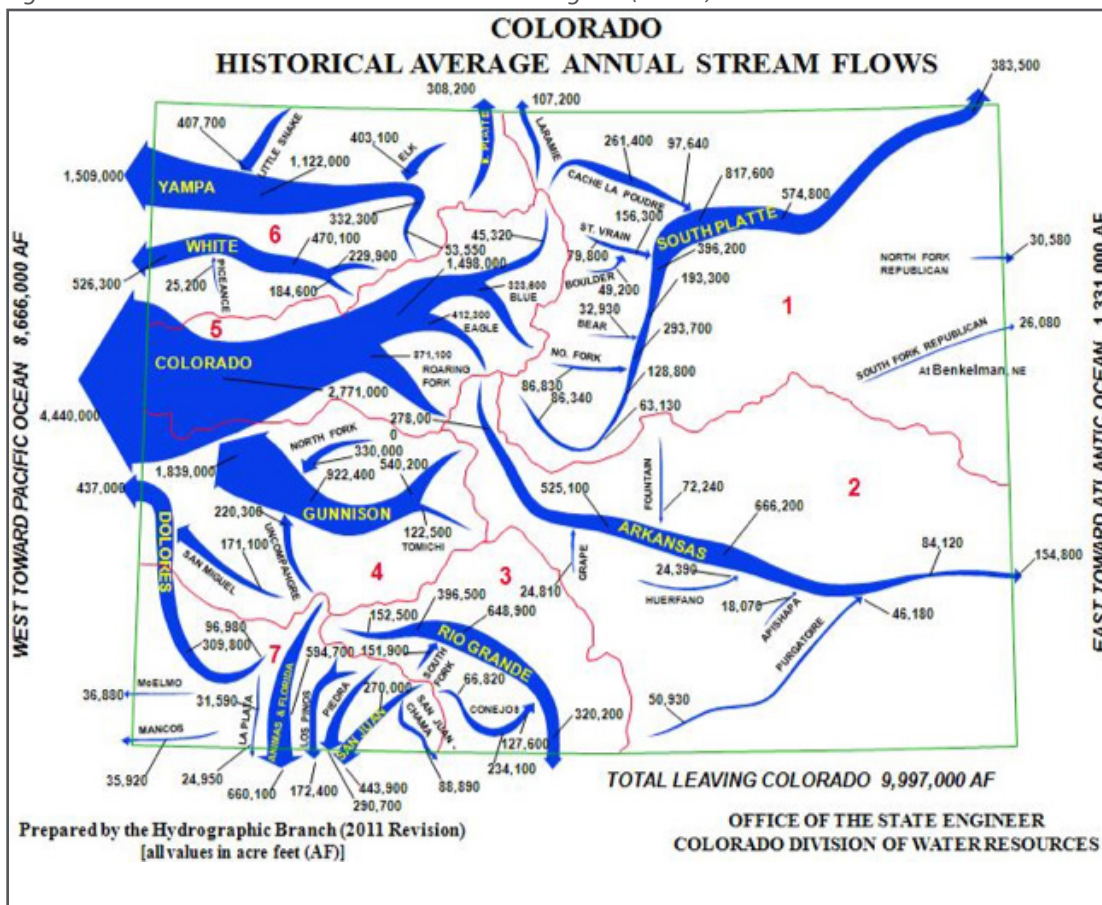 COLORADO
HISTORICAL AVERAGE ANNUAL STREAM FLOWS
383,500
308,200
107,200
407,700
LITTLE SNAKE
403,100
ELK
LARAMIE
261,400
97,640
1,122,000
1,509,000
YAMPA
CACHE LA POUDRE
817,600
574,800
156,300
SOUTH PLATTE
332,300
6
470,100
45,320
ST. VRAIN
WHITE
229,900
53,550
1,498,000
79,800
396,200
30,580
NORTH FORK
REPUBLICAN
526,300
25,200
PICEANCE
184,600
BLUE
BOULDER
49,200
193,300
32,930
BEAR
1
5
EAGLE
293,700
26,080
SOUTH FORK REPUBLICAN
COLORADO
871,100
ROARING
FORK
NO. FORK
128,800
At Benkelman, NE
2,771,000
86,830
86,340
63,130
4,440,000
278,00
0
NORTH FORK
330,000
540,200
1,839,000
922,400
437,000
FOUNTAIN
72,240
2
525,100
666,200
220,300
GUNNISON
DOLORES
UNCOMPAHGRE
171,100
122,500
TOMICHI
ARKANSAS
84,120
154,800
SAN MIGUEL
4
3
GRAPE
24,390
24,810
HUERFANO
18,070
APISHAPA
46,180
PURGATOIRE
396,500
648,900
152,500
RIO GRANDE
96,980
309,800
7
594,700
151,900
SOUTH
FORK
McELMO
36,880
31,590
LA PLATA
ANIMAS & FLORIDA
LOS PINOS
PIEDRA
270,000
SAN JUAN
SAN JUAN -
CHAMA
66,820
CONEJOS
50,930
320,200
MANCOS
127,600
234,100
35,920
24,950
660,100
172,400
443,900
290,700
88,890
WEST TOWARD PACIFIC OCEAN 8,666,000 AF
TOTAL LEAVING COLORADO 9,997,000 AF
Prepared by the Hydrographic Branch (2011 Revision)
[all values in acre feet (AF)]
OFFICE OF THE STATE ENGINEER
COLORADO DIVISION OF WATER RESOURCES